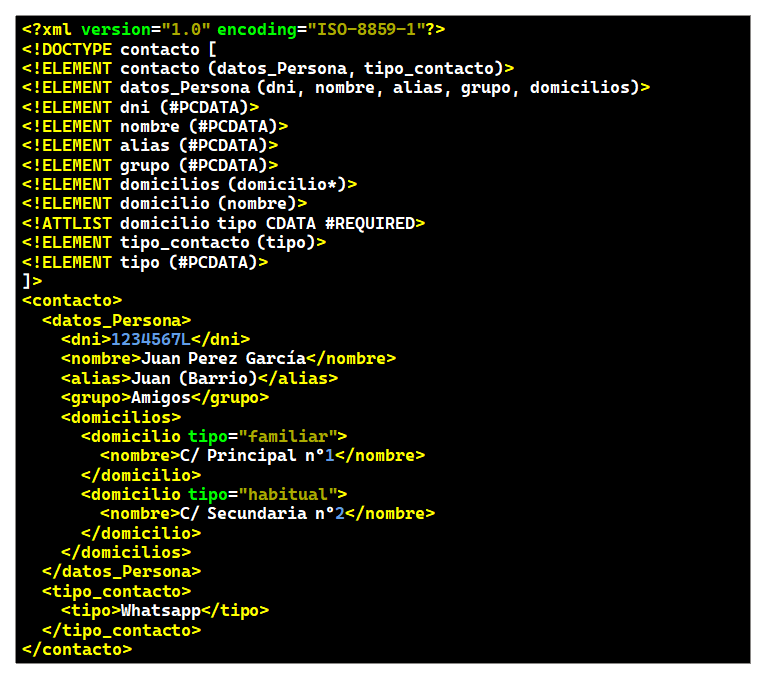 <?xml version="1.0" encoding="ISO-8859-1"?>
<!DOCTYPE contacto [
<!ELEMENT contacto (datos_Persona, tipo_contacto)>
<!ELEMENT datos_Persona (dni, nombre, alias, grupo, domicilios)>
<!ELEMENT dni (#PCDATA)>
<!ELEMENT nombre (#PCDATA)>
<!ELEMENT alias (#PCDATA)>
<!ELEMENT grupo (#PCDATA)>
<!ELEMENT domicilios (domicilio*)>
<!ELEMENT domicilio (nombre)>
<!ATTLIST domicilio tipo CDATA #REQUIRED>
<!ELEMENT tipo_contacto (tipo)>
<!ELEMENT tipo (#PCDATA)>
]>
<contacto>
  <datos_Persona>
    <dni>1234567L</dni>
    <nombre>Juan Perez García</nombre>
    <alias>Juan (Barrio)</alias>
    <grupo>Amigos</grupo>
    <domicilios>
      <domicilio tipo="familiar">
        <nombre>C/ Principal nº1</nombre>
      </domicilio>
      <domicilio tipo="habitual">
        <nombre>C/ Secundaria nº2</nombre>
      </domicilio>
    </domicilios>
  </datos_Persona>
  <tipo_contacto>
    <tipo>Whatsapp</tipo>
  </tipo_contacto>
</contacto>